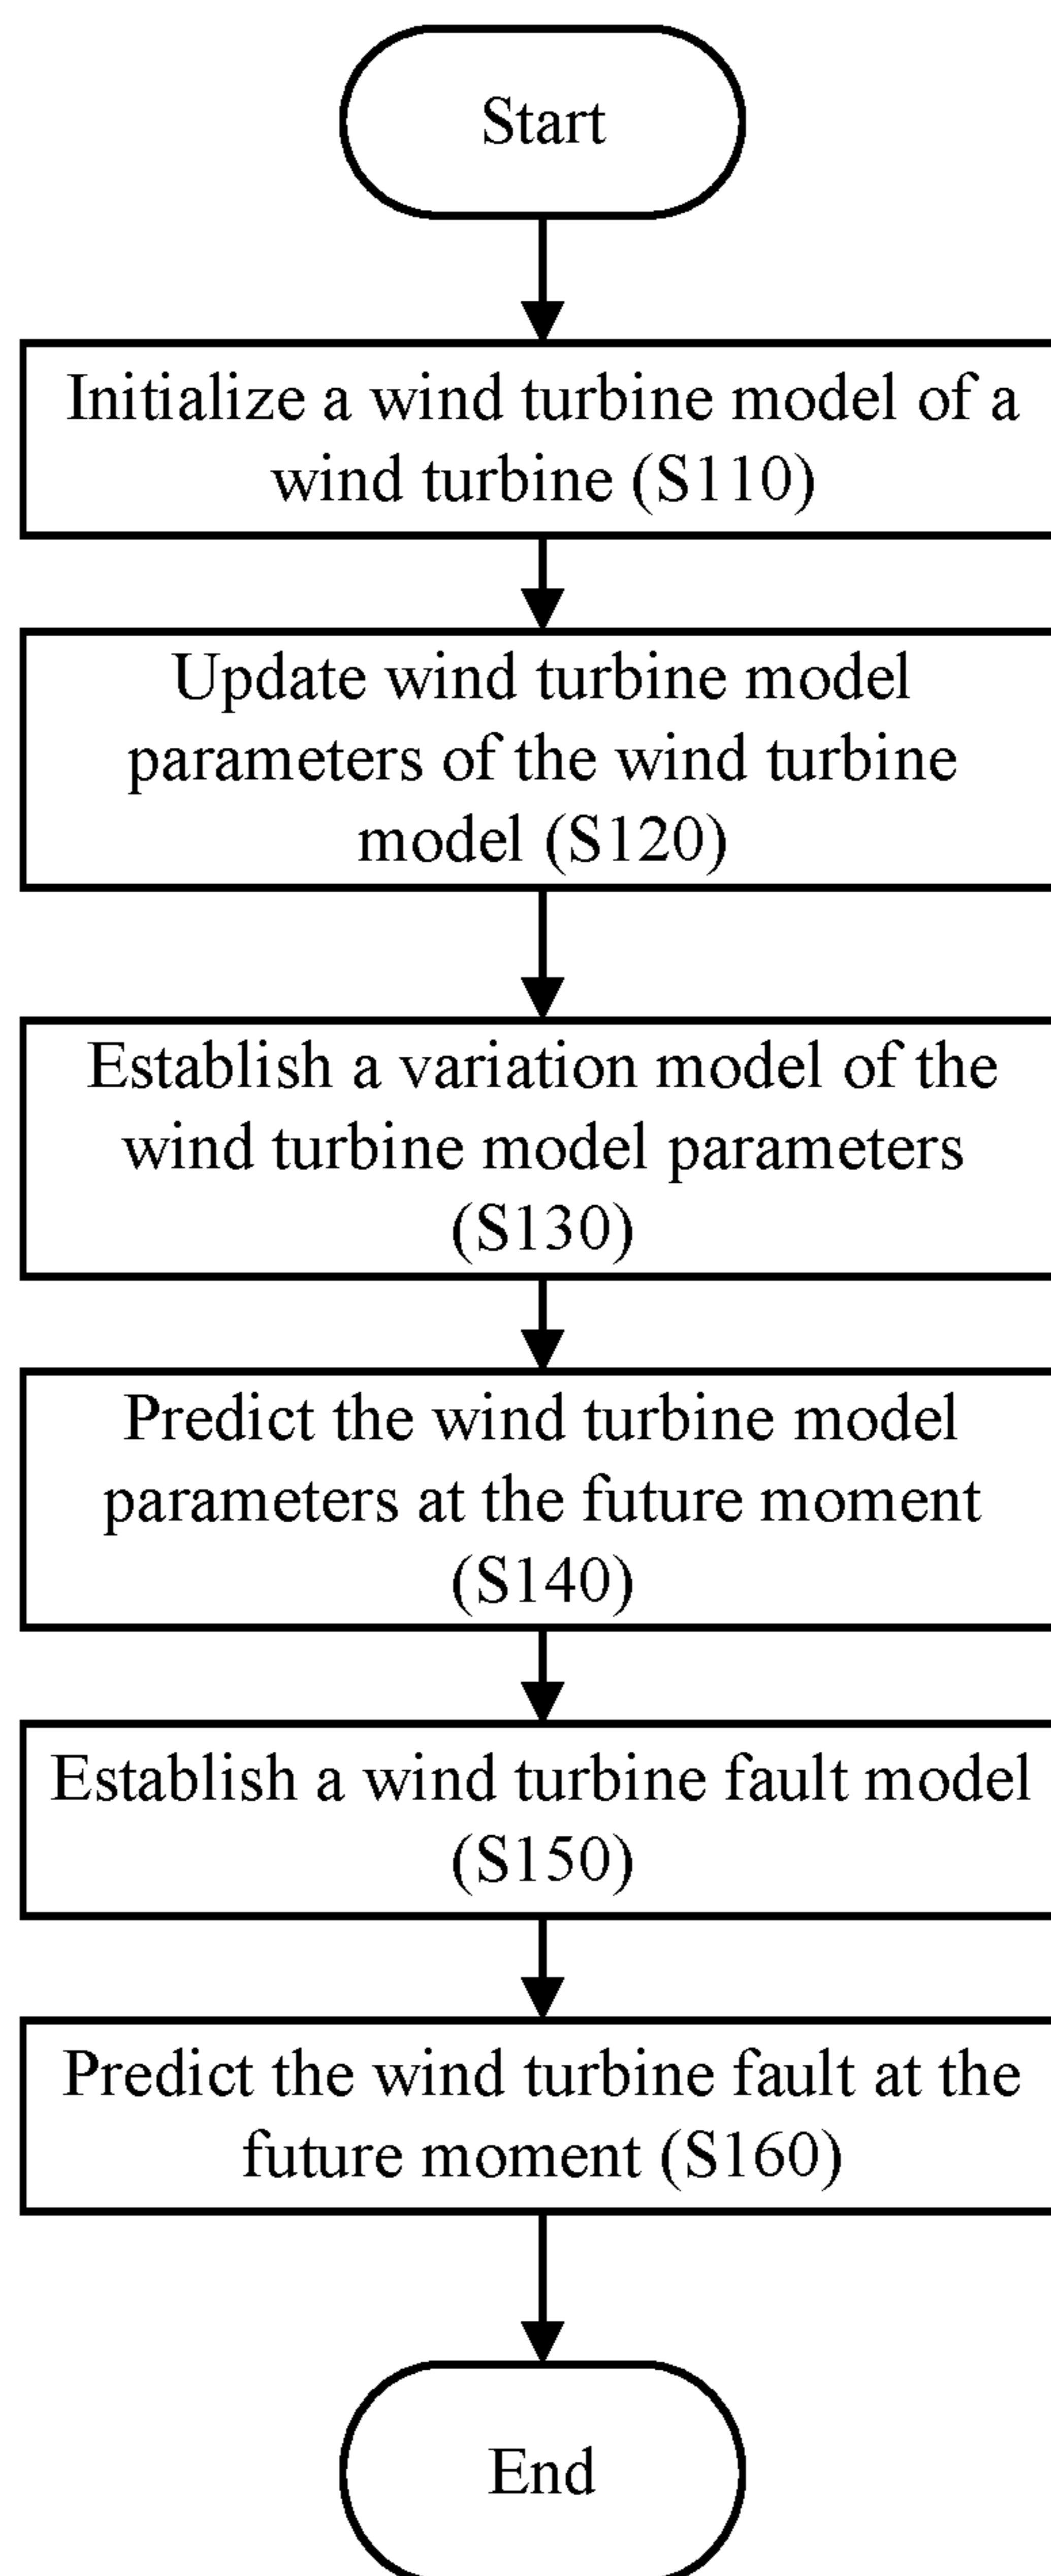 Start
Initialize a wind turbine model of a
wind turbine (S110)
Update wind turbine model
parameters of the wind turbine
model (S120)
Establish a variation model of the
wind turbine model parameters
(S130)
Predict the wind turbine model
parameters at the future moment
(S140)
Establish a wind turbine fault model
(S150)
Predict the wind turbine fault at the
future moment (S160)
End